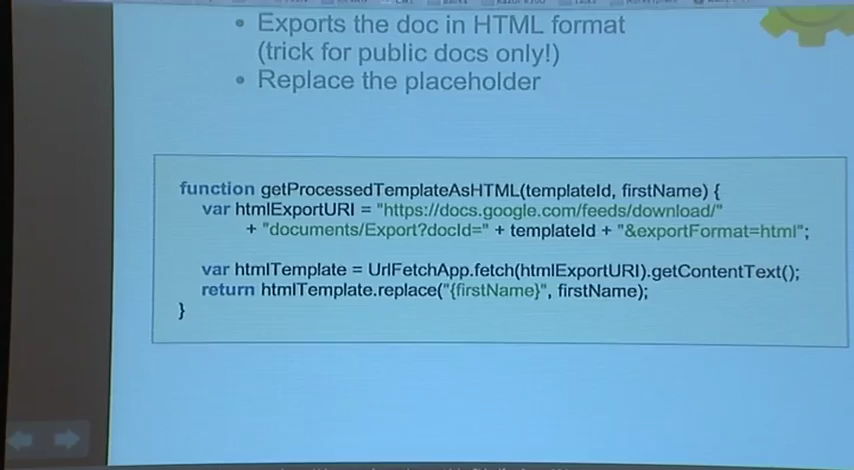 • Exports the doc in HTML format
(trick for public docs only!)
• Replace the placeholder
function getProcessedTemplateAsHTML(templateId, firstName) {
var htmlExportURI = "https://docs.google.com/feeds/download/"
+ "documents/Export?docId=" + templateId + "&exportFormat=html";
var htmlTemplate = UrlFetchApp.fetch(htmlExportURI).getContentText();
return htmlTemplate.replace("{firstName}", firstName);
}